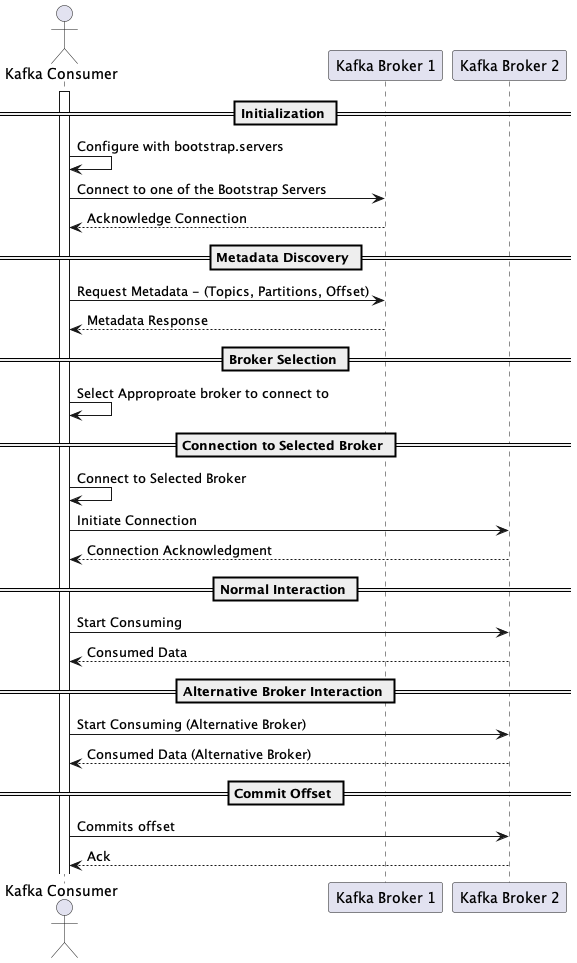 Kafka Consumer
Kafka Broker 1
Kafka Broker 2
Initialization
Configure with bootstrap.servers
Connect to one of the Bootstrap Servers
Acknowledge Connection
Metadata Discovery
Request Metadata - (Topics, Partitions, Offset)
Metadata Response
Broker Selection
Select Approproate broker to connect to
Connection to Selected Broker
Connect to Selected Broker
Initiate Connection
Connection Acknowledgment
Normal Interaction
Start Consuming
Consumed Data
Alternative Broker Interaction
Start Consuming (Alternative Broker)
Consumed Data (Alternative Broker)
Commit Offset
Commits offset
Ack
Kafka Consumer
Kafka Broker 1
Kafka Broker 2